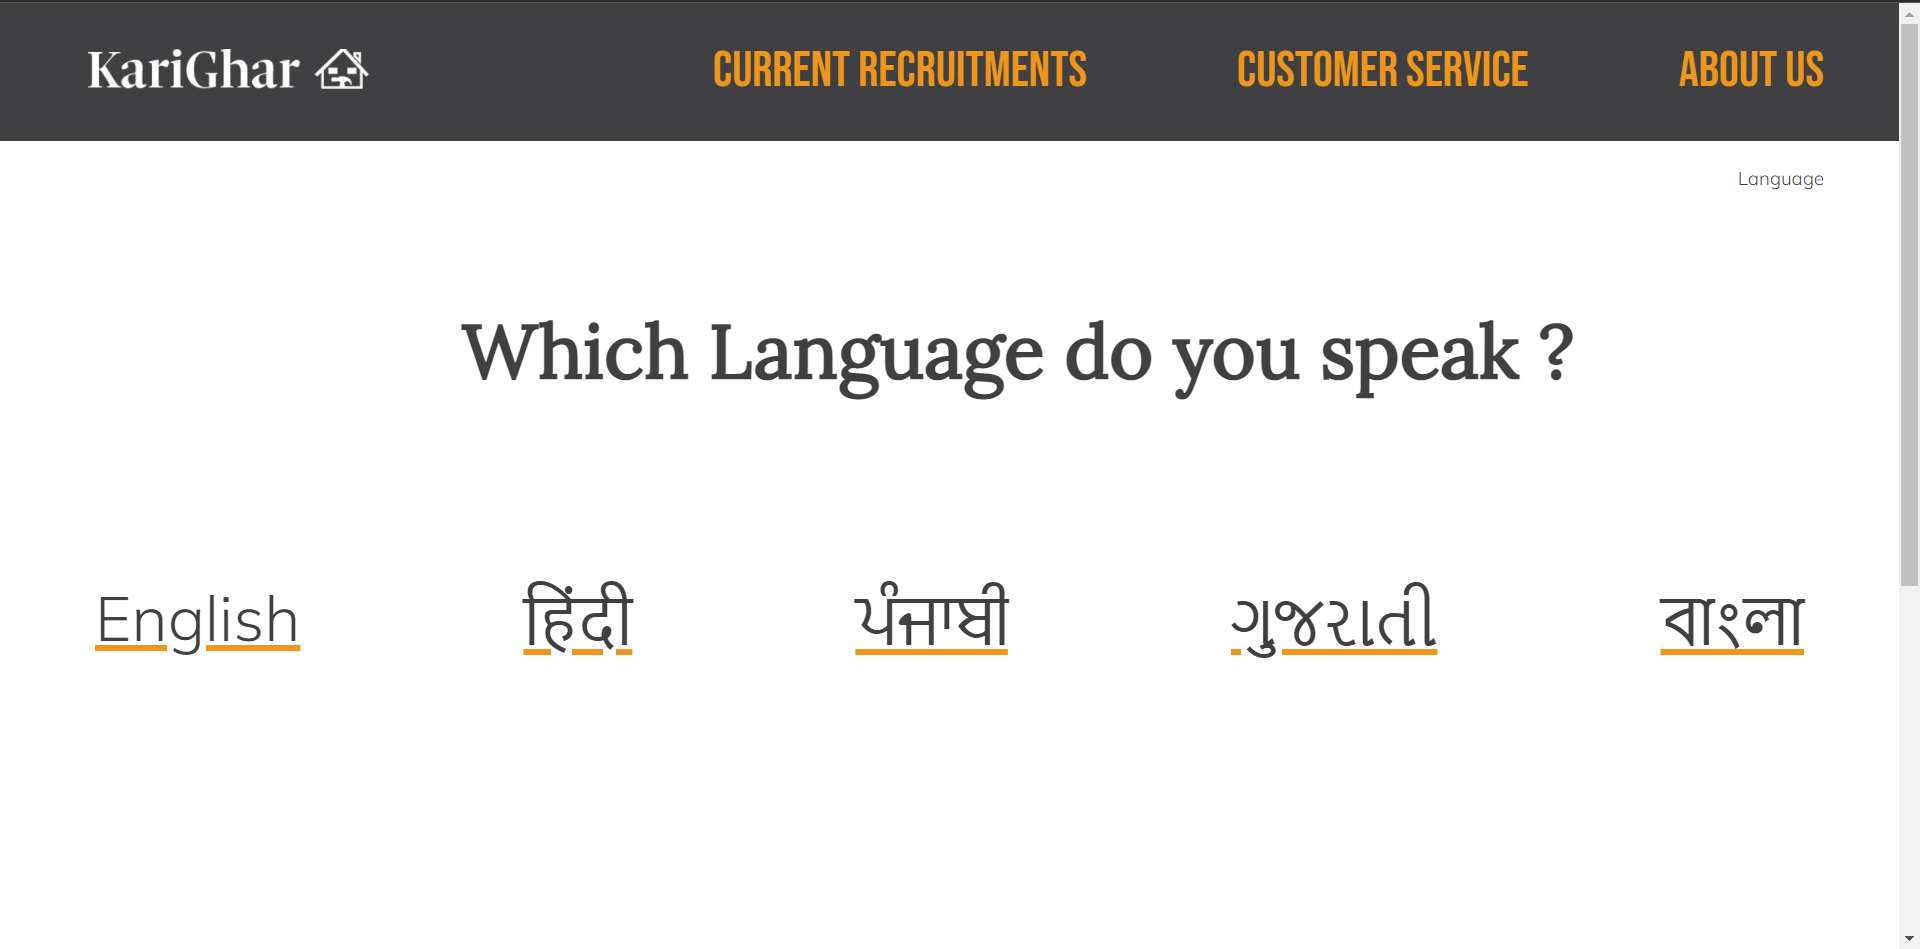 KariGhar
CURRENT RECRUITMENTS
CUSTOMER SERVICE
ABOUT US
Language
Which Language do you speak ?
English
हिंदी
ਪੰਜਾਬੀ
ગુજરાતી
বাংলা